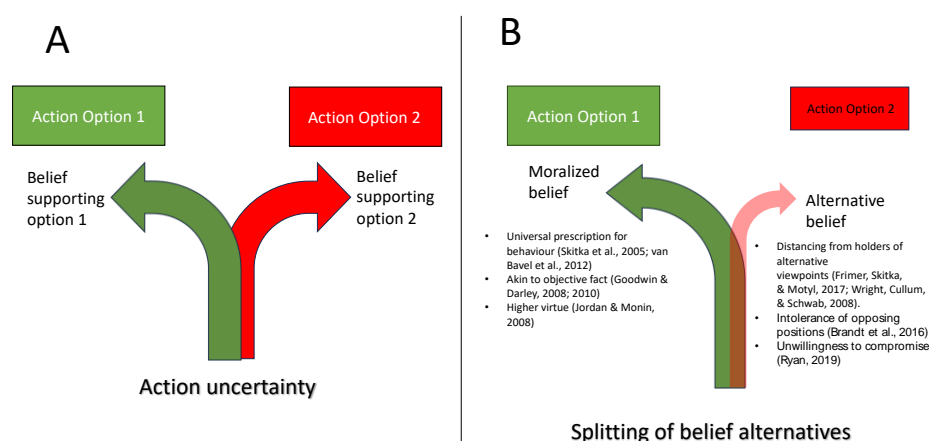 A
Action Option 1
Action Option 2
Belief
supporting
option 1
Belief
supporting
option 2
Action uncertainty
B
Action Option 1
Action Option 2
Moralized
belief
• Universal prescription for
behaviour (Skitka et al., 2005; van
Bavel et al., 2012)
• Akin to objective fact (Goodwin &
Darley, 2008; 2010)
• Higher virtue (Jordan & Monin,
2008)
Alternative
belief
• Distancing from holders of
alternative
viewpoints (Frimer, Skitka,
& Motyl, 2017; Wright, Cullum,
& Schwab, 2008).
• Intolerance of opposing
positions (Brandt et al., 2016)
• Unwillingness to compromise
(Ryan, 2019)
Splitting of belief alternatives